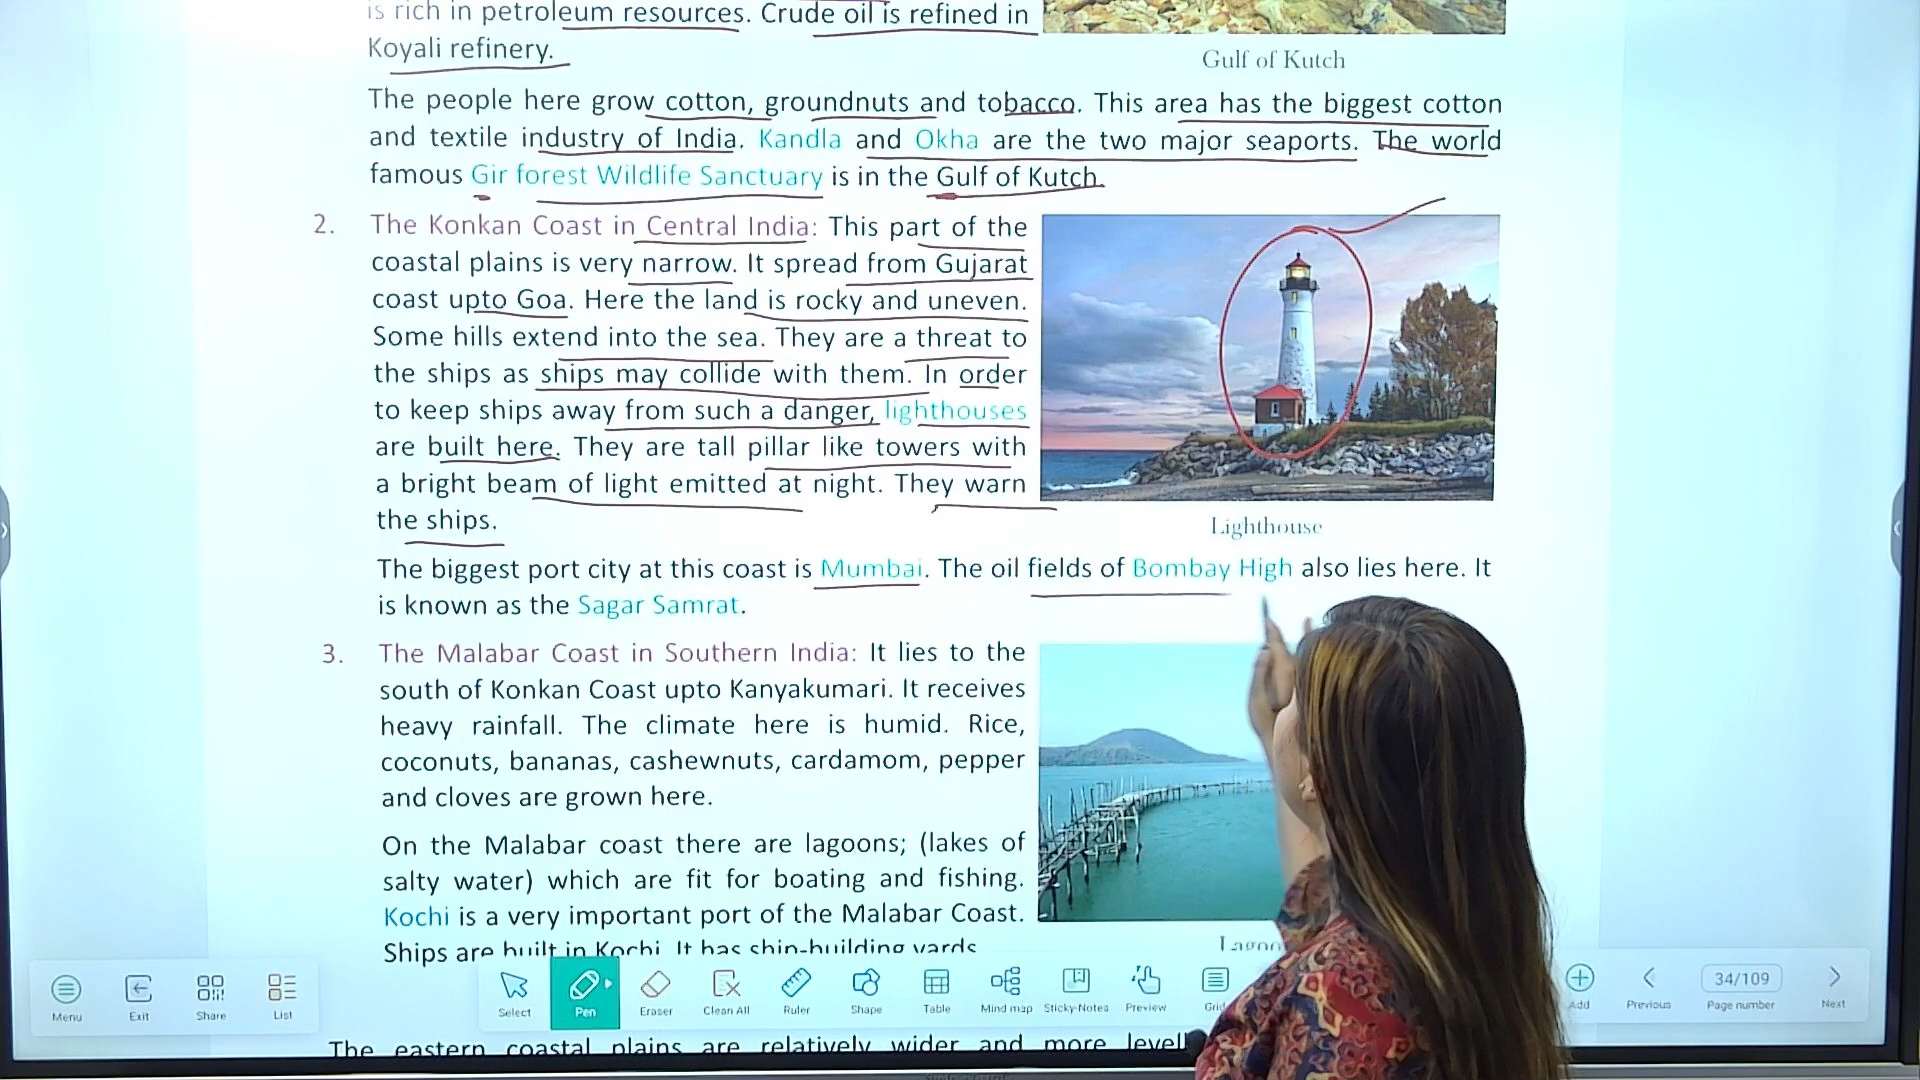 is rich in petroleum resources. Crude oil is refined in
Koyali refinery.
Gulf of Kutch
The people here grow cotton, groundnuts and tobacco. This area has the biggest cotton
and textile industry of India. Kandla and Okha are the two major seaports. The world
famous Gir forest Wildlife Sanctuary is in the Gulf of Kutch.
2. The Konkan Coast in Central India: This part of the
coastal plains is very narrow. It spread from Gujarat
coast upto Goa. Here the land is rocky and uneven.
Some hills extend into the sea. They are a threat to
the ships as ships may collide with them. In order
to keep ships away from such a danger, lighthouses
are built here. They are tall pillar like towers with
a bright beam of light emitted at night. They warn
the ships.
Lighthouse
The biggest port city at this coast is Mumbai. The oil fields of Bombay High also lies here. It
is known as the Sagar Samrat.
3. The Malabar Coast in Southern India: It lies to the
south of Konkan Coast upto Kanyakumari. It receives
heavy rainfall. The climate here is humid. Rice,
coconuts, bananas, cashewnuts, cardamom, pepper
and cloves are grown here.
On the Malabar coast there are lagoons; (lakes of
salty water) which are fit for boating and fishing.
Kochi is a very important port of the Malabar Coast.
Ships are built in Kochi. It has ship-building yards
Lagoo
Menu Exit Share List Select Pen Eraser Clean All Ruler Shape Table Mind map Sticky-Notes Preview Grid Add Previous 34/109 Page number Next
The eastern coastal plains are relatively wider and more level